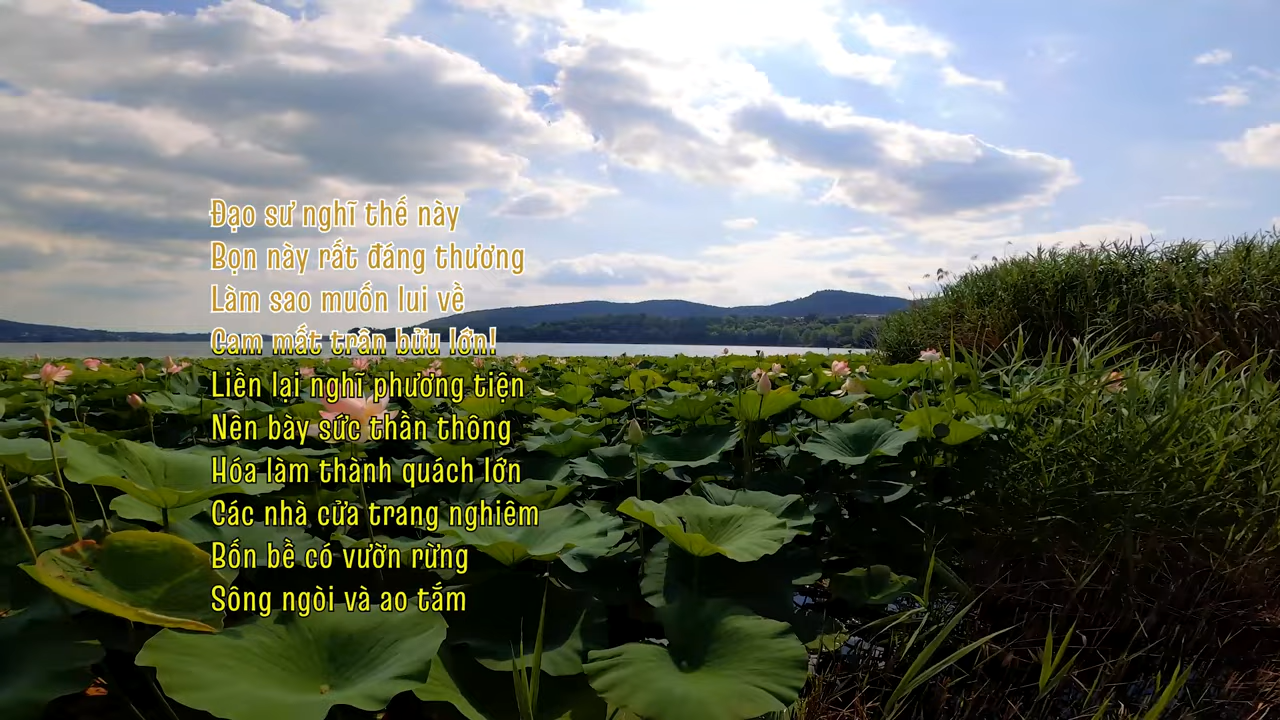 Đạo sư nghĩ thế này
Bọn này rất đáng thương
Làm sao muốn lui về
Cam mất trân bửu lớn!
Liền lại nghĩ phương tiện
Nên bày sức thần thông
Hóa làm thành quách lớn
Các nhà cửa trang nghiêm
Bốn bề có vườn rừng
Sông ngòi và ao tắm